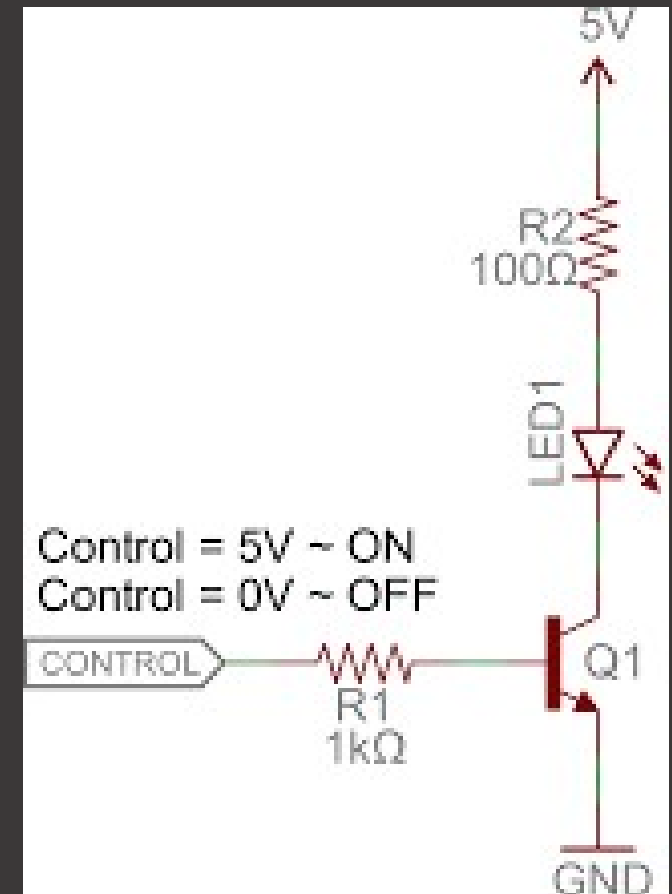 5V
R2
100Ω
LED1
Control = 5V ~ ON
Control = 0V ~ OFF
CONTROL
Q1
R1
1kΩ
GND